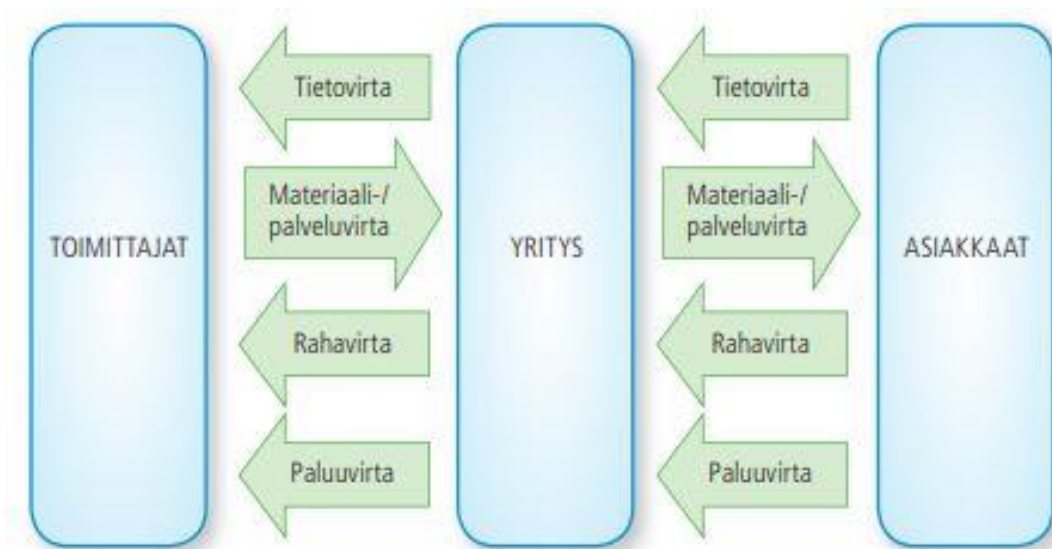 Tietovirta
Tietovirta
Materiaali-/
palveluvirta
Materiaali-/
palveluvirta
TOIMITTAJAT
YRITYS
ASIAKKAAT
Rahavirta
Rahavirta
Paluuvirta
Paluuvirta